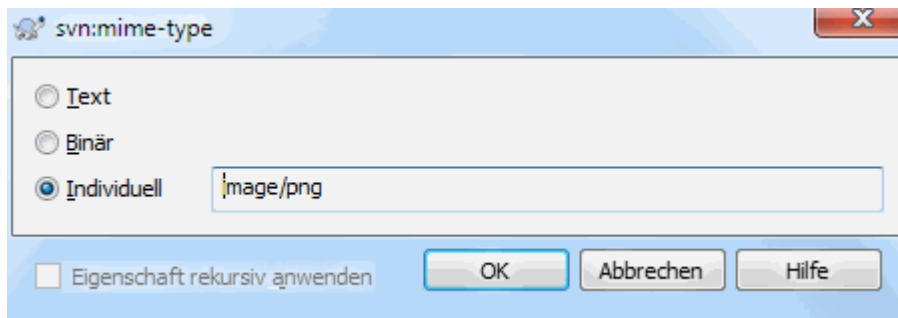 svn:mime-type
Text
Binär
Individuell image/png
Eigenschaft rekursiv anwenden OK Abbrechen Hilfe